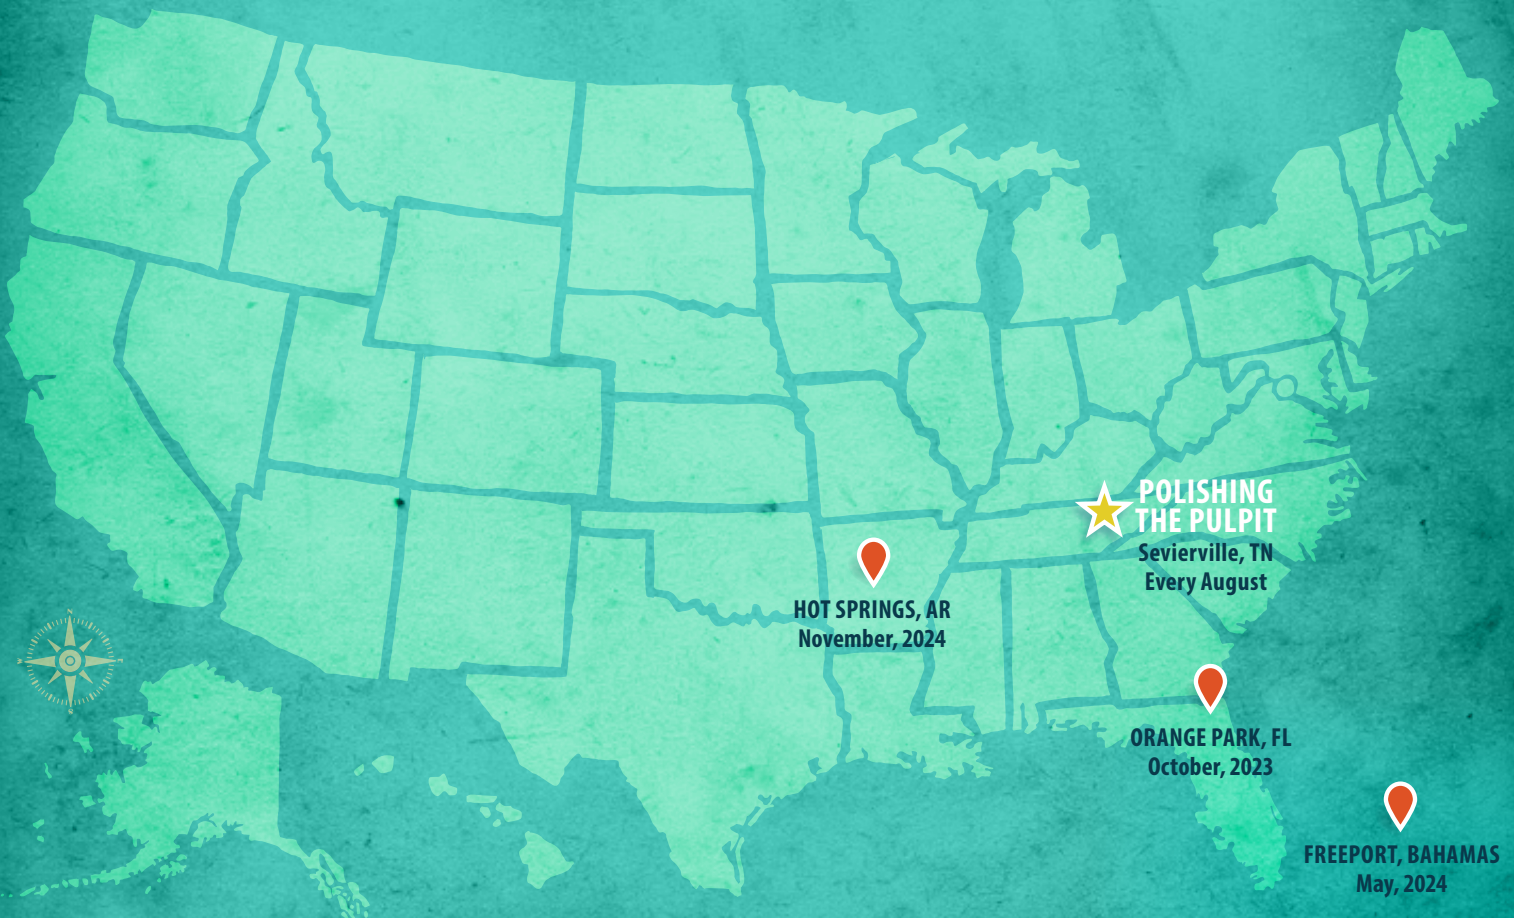 POLISHING
THE PULPIT
Sevierville, TN
Every August
HOT SPRINGS, AR
November, 2024
ORANGE PARK, FL
October, 2023
FREEPORT, BAHAMAS
May, 2024